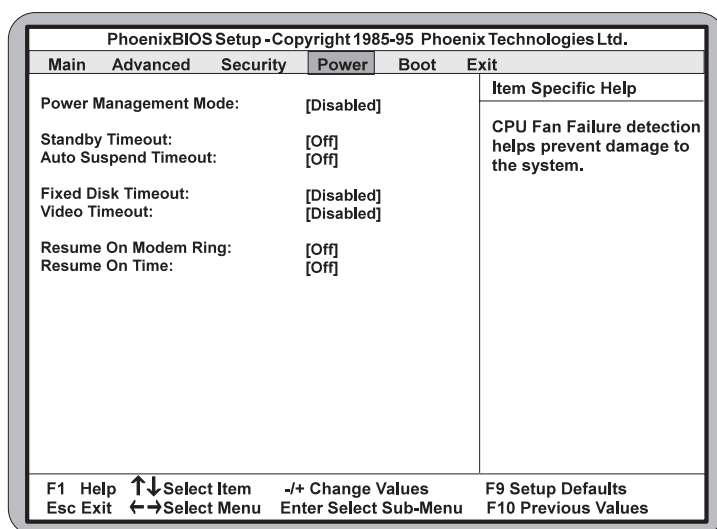 PhoenixBIOS Setup - Copyright 1985-95 Phoenix Technologies Ltd.
Main Advanced Security Power Boot Exit
Item Specific Help
Power Management Mode: [Disabled]
Standby Timeout: [Off]
Auto Suspend Timeout: [Off]
Fixed Disk Timeout: [Disabled]
Video Timeout: [Disabled]
Resume On Modem Ring: [Off]
Resume On Time: [Off]
CPU Fan Failure detection
helps prevent damage to
the system.
F1 Help ↑↓ Select Item -/+ Change Values F9 Setup Defaults
Esc Exit ←→ Select Menu Enter Select Sub-Menu F10 Previous Values